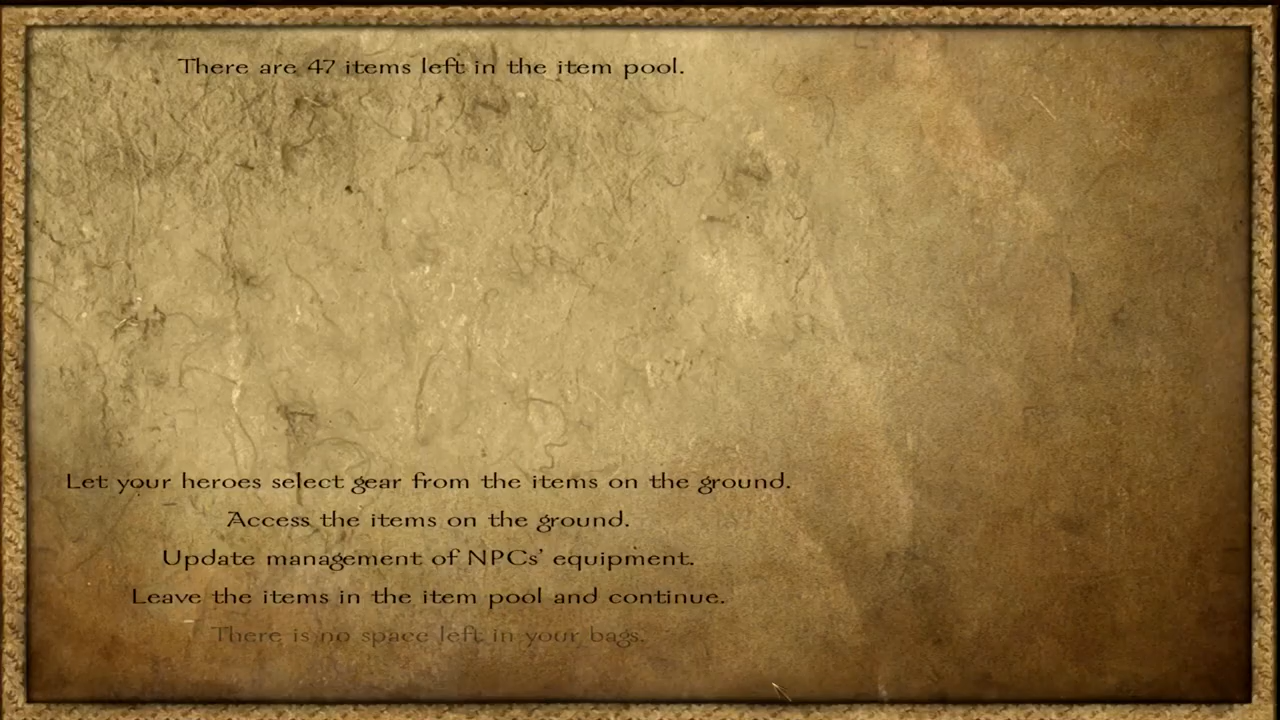 There are 47 items left in the item pool.
Let your heroes select gear from the items on the ground.
Access the items on the ground.
Update management of NPCs' equipment.
Leave the items in the item pool and continue.
There is no space left in your bags.